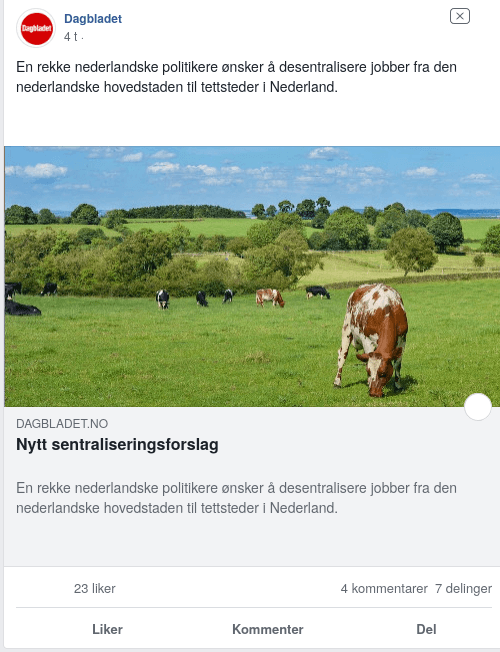 Dagbladet
Dagbladet
4 t ·
En rekke nederlandske politikere ønsker å desentralisere jobber fra den
nederlandske hovedstaden til tettsteder i Nederland.
DAGBLADET.NO
Nytt sentraliseringsforslag
En rekke nederlandske politikere ønsker å desentralisere jobber fra den
nederlandske hovedstaden til tettsteder i Nederland.
23 liker 4 kommentarer 7 delinger
Liker Kommenter Del